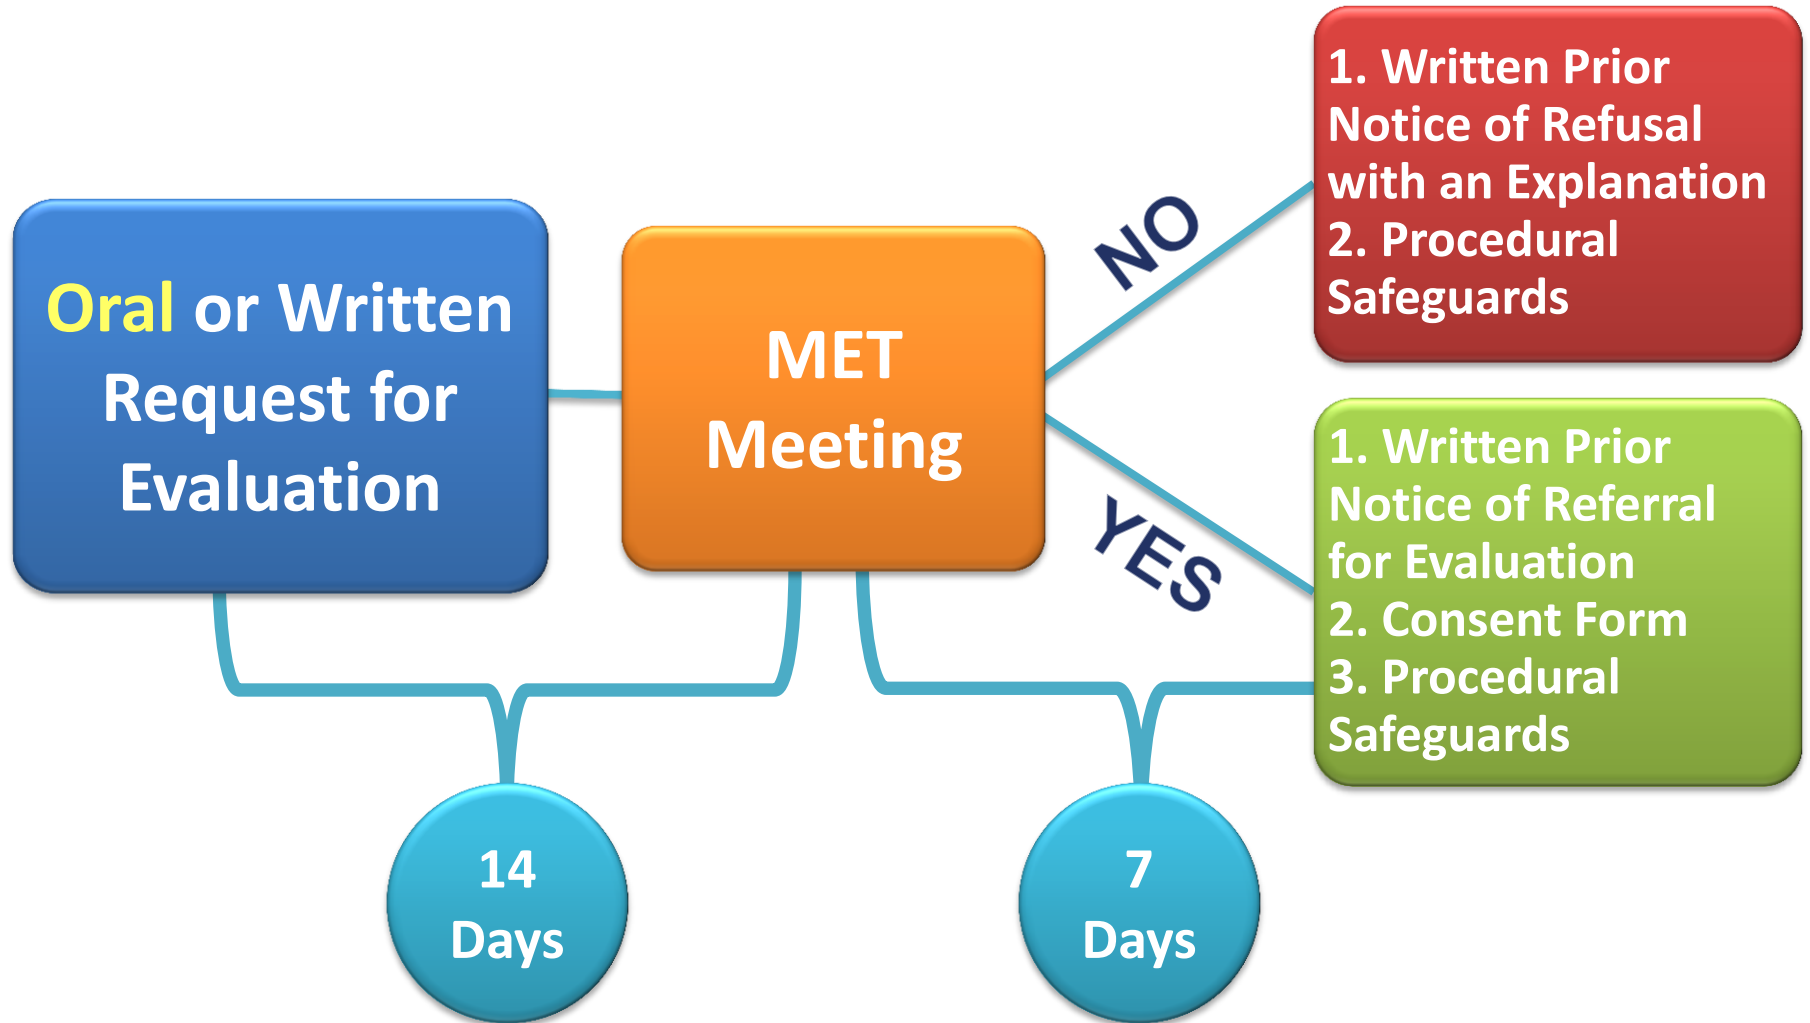 Oral or Written
Request for
Evaluation
MET
Meeting
NO
YES
1. Written Prior
Notice of Refusal
with an Explanation
2. Procedural
Safeguards
1. Written Prior
Notice of Referral
for Evaluation
2. Consent Form
3. Procedural
Safeguards
14
Days
7
Days